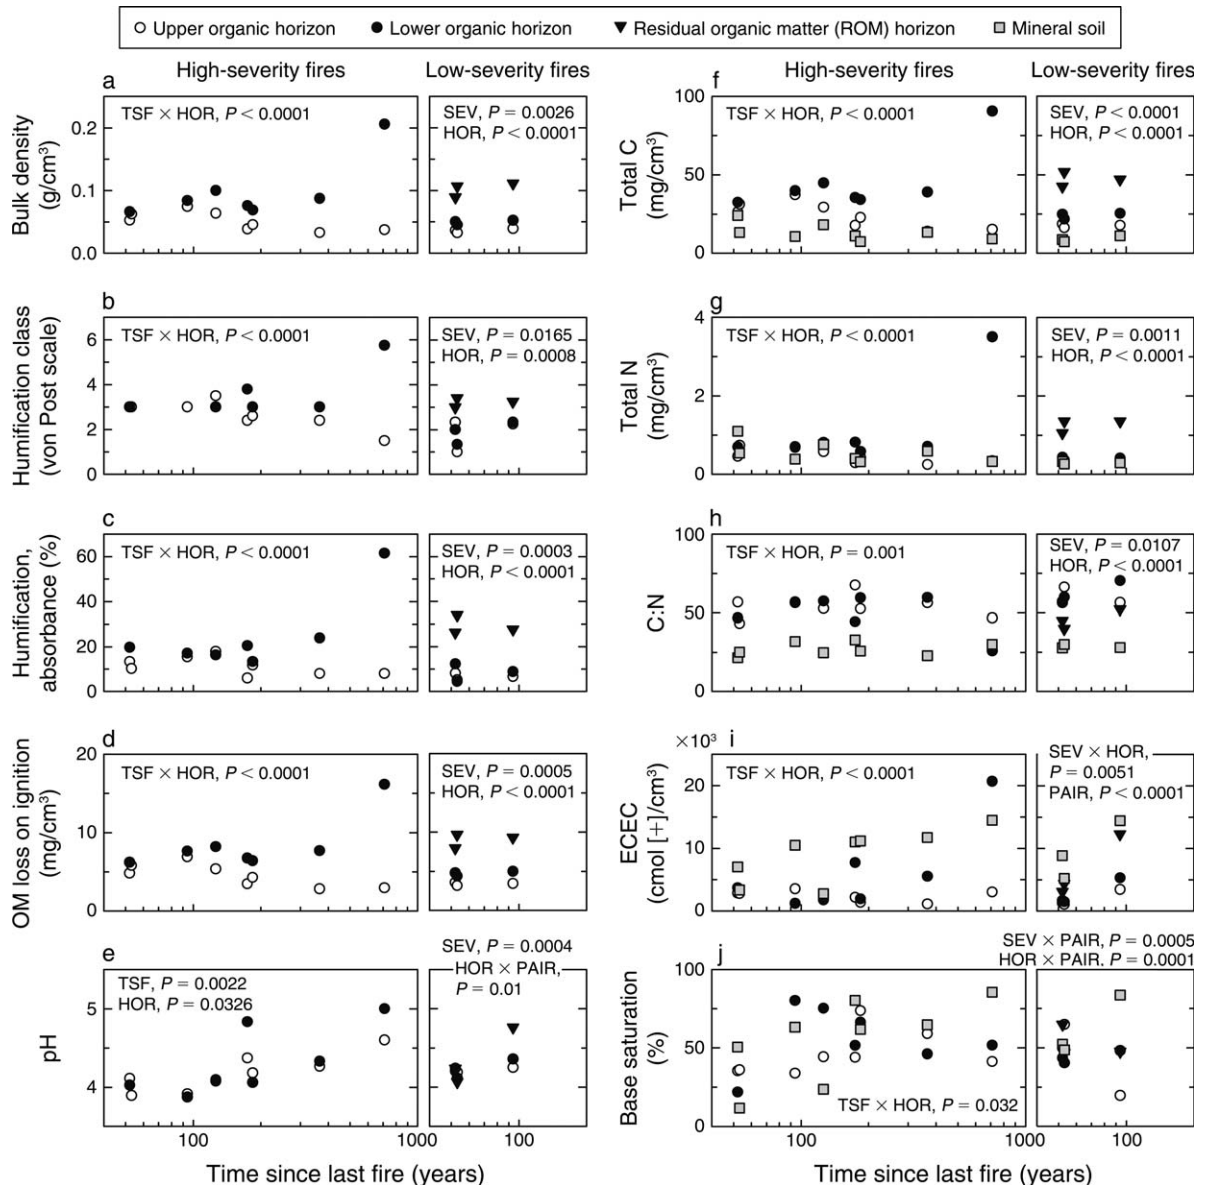 Upper organic horizon Lower organic horizon Residual organic matter (ROM) horizon Mineral soil
High-severity fires Low-severity fires High-severity fires Low-severity fires
a
TSF × HOR, P < 0.0001
SEV, P = 0.0026
HOR, P < 0.0001
Bulk density
(g/cm³)
0.2
0.1
0.0
b
TSF × HOR, P < 0.0001
SEV, P = 0.0165
HOR, P = 0.0008
Humification class
(von Post scale)
6
4
2
0
c
TSF × HOR, P < 0.0001
SEV, P = 0.0003
HOR, P < 0.0001
Humification,
absorbance (%)
60
40
20
0
d
TSF × HOR, P < 0.0001
SEV, P = 0.0005
HOR, P < 0.0001
OM loss on ignition
(mg/cm³)
20
10
5
0
e
TSF, P = 0.0022
HOR, P = 0.0326
SEV, P = 0.0004
HOR × PAIR,
P = 0.01
pH
5
4
100 1000 100
Time since last fire (years)
f
TSF × HOR, P < 0.0001
SEV, P < 0.0001
HOR, P < 0.0001
Total C
(mg/cm³)
100
50
0
g
TSF × HOR, P < 0.0001
SEV, P = 0.0011
HOR, P < 0.0001
Total N
(mg/cm³)
4
2
0
h
TSF × HOR, P = 0.001
SEV, P = 0.0107
HOR, P < 0.0001
C:N
100
50
0
×10³ i
TSF × HOR, P < 0.0001
SEV × HOR,
P = 0.0051
PAIR, P < 0.0001
ECEC
(cmol [+]/cm³)
20
10
0
j
SEV × PAIR, P = 0.0005
HOR × PAIR, P = 0.0001
TSF × HOR, P = 0.032
Base saturation
(%)
100
50
0
100 1000 100
Time since last fire (years)